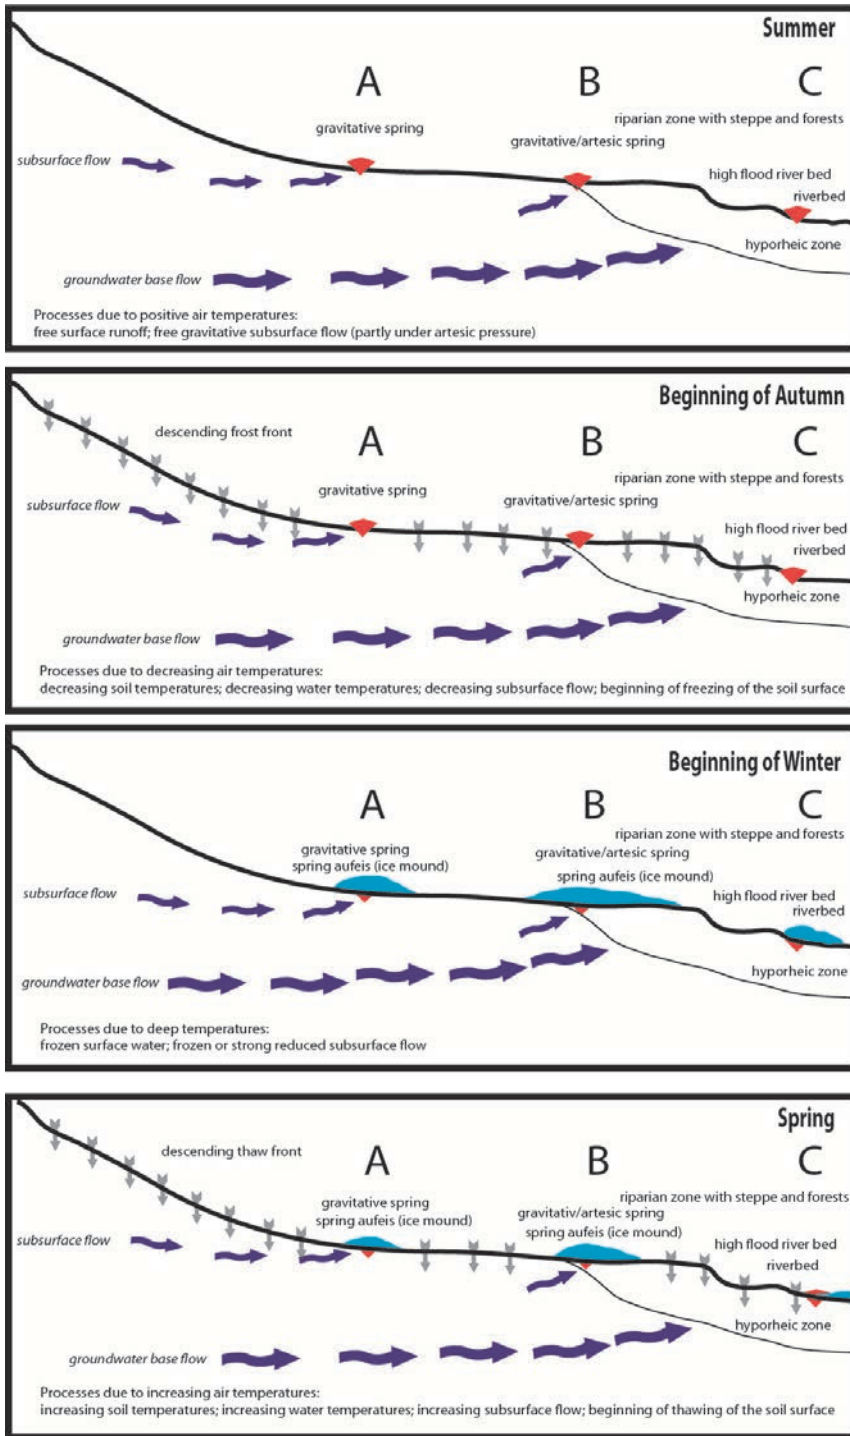 Summer
A
B
C
riparian zone with steppe and forests
gravitative spring
gravitative/artesic spring
subsurface flow
high flood river bed
riverbed
hyporheic zone
groundwater base flow
Processes due to positive air temperatures:
free surface runoff; free gravitative subsurface flow (partly under artesic pressure)
Beginning of Autumn
descending frost front
A
B
C
riparian zone with steppe and forests
gravitative spring
gravitative/artesic spring
subsurface flow
high flood river bed
riverbed
hyporheic zone
groundwater base flow
Processes due to decreasing air temperatures:
decreasing soil temperatures; decreasing water temperatures; decreasing subsurface flow; beginning of freezing of the soil surface
Beginning of Winter
A
B
C
riparian zone with steppe and forests
gravitative spring
spring aufeis (ice mound)
gravitative/artesic spring
spring aufeis (ice mound)
subsurface flow
high flood river bed
riverbed
hyporheic zone
groundwater base flow
Processes due to deep temperatures:
frozen surface water; frozen or strong reduced subsurface flow
Spring
descending thaw front
A
B
C
riparian zone with steppe and forests
gravitative spring
spring aufeis (ice mound)
gravitativ/artesic spring
spring aufeis (ice mound)
subsurface flow
high flood river bed
riverbed
hyporheic zone
groundwater base flow
Processes due to increasing air temperatures:
increasing soil temperatures; increasing water temperatures; increasing subsurface flow; beginning of thawing of the soil surface